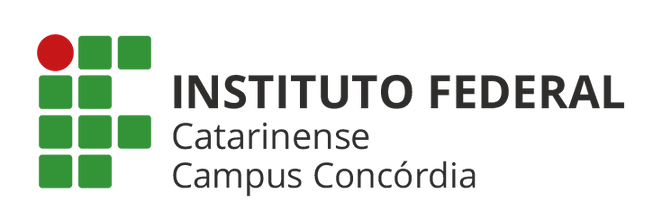 INSTITUTO FEDERAL
Catarinense
Campus Concórdia